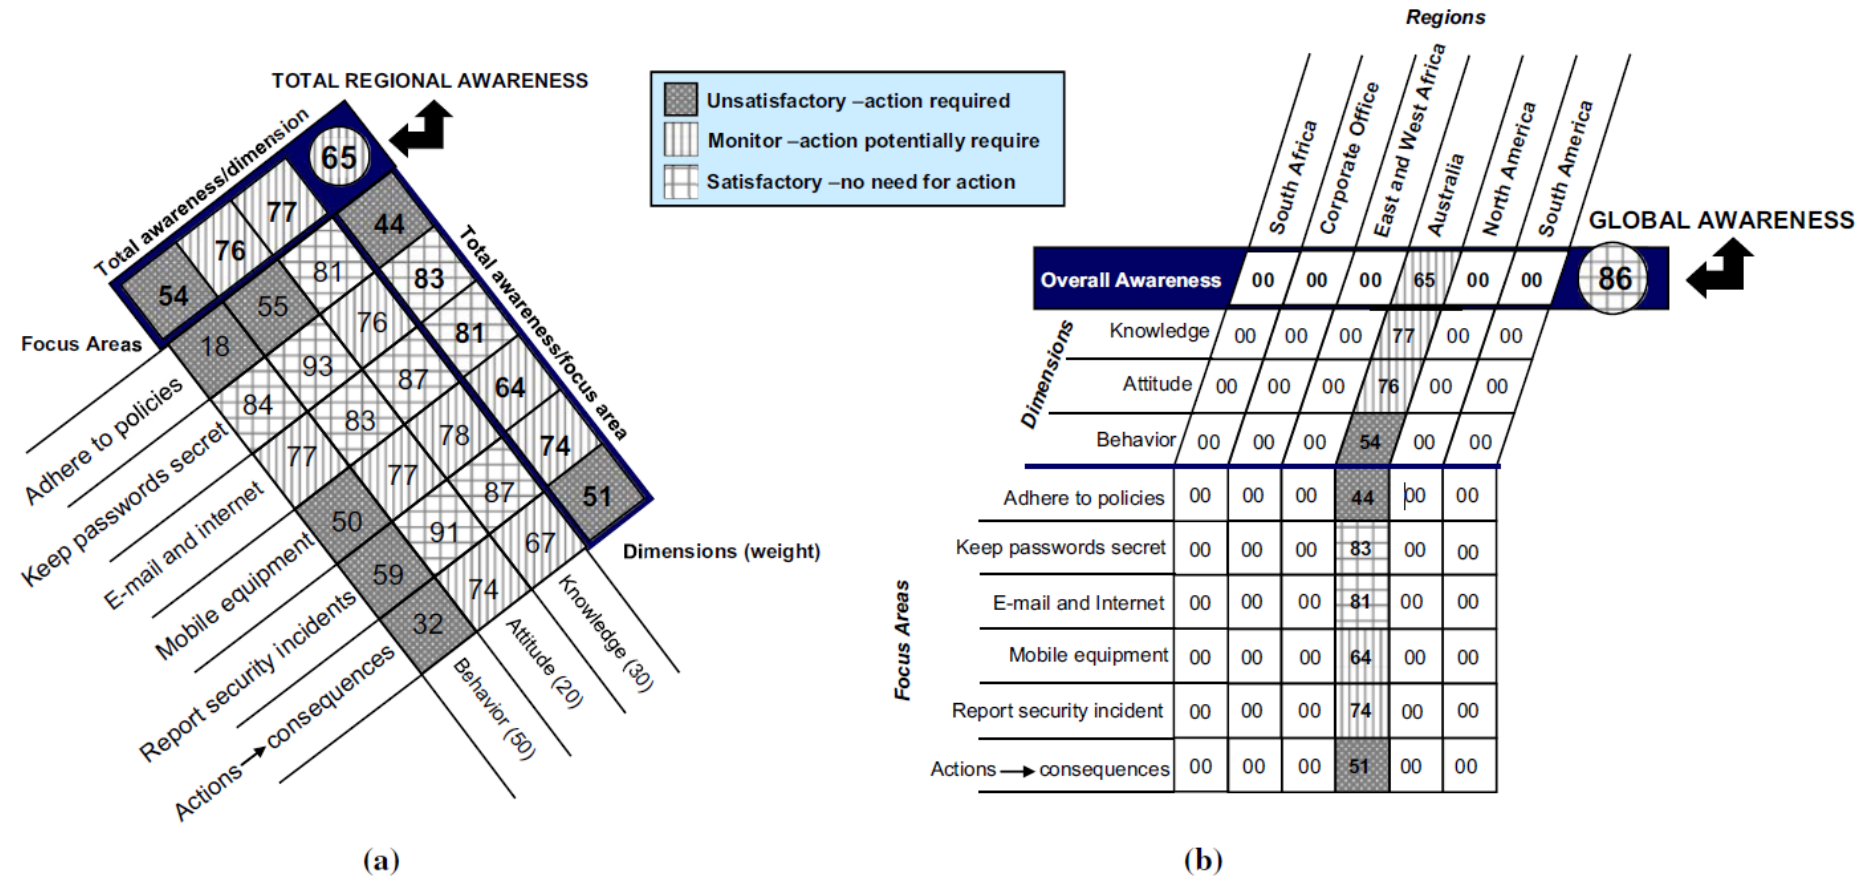 TOTAL REGIONAL AWARENESS
Total awareness/dimension
65
54 76 77
44
83
81
64
74
51
Total awareness/focus area
Focus Areas
18 55 81
84 93 76
77 83 87
50 77 78
59 91 87
32 74 67
Adhere to policies
Keep passwords secret
E-mail and internet
Mobile equipment
Report security incidents
Actions → consequences
Behavior (50)
Attitude (20)
Knowledge (30)
Dimensions (weight)
(a)
Unsatisfactory –action required
Monitor –action potentially require
Satisfactory –no need for action
Regions
South Africa
Corporate Office
East and West Africa
Australia
North America
South America
GLOBAL AWARENESS
Overall Awareness 00 00 00 65 00 00 86
Dimensions
Knowledge 00 00 00 77 00 00
Attitude 00 00 00 76 00 00
Behavior 00 00 00 54 00 00
Focus Areas
Adhere to policies 00 00 00 44 00 00
Keep passwords secret 00 00 00 83 00 00
E-mail and Internet 00 00 00 81 00 00
Mobile equipment 00 00 00 64 00 00
Report security incident 00 00 00 74 00 00
Actions → consequences 00 00 00 51 00 00
(b)